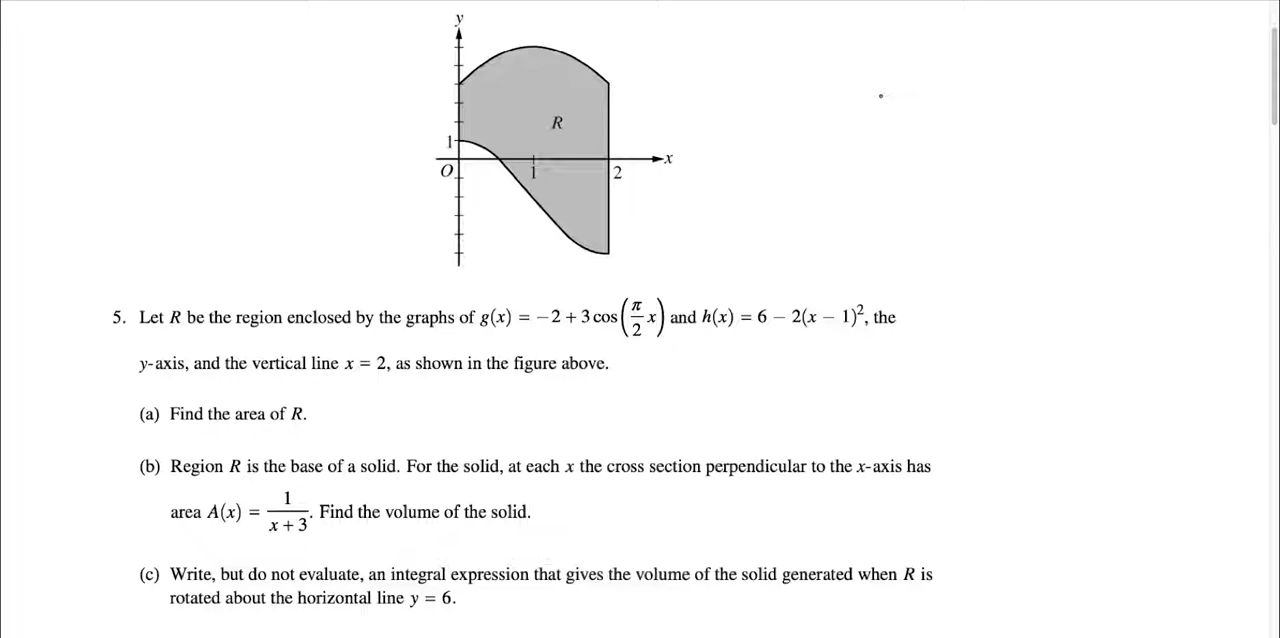 y
R
1
x
O
1
2
5. Let R be the region enclosed by the graphs of g(x) = −2 + 3 cos(π/2 x) and h(x) = 6 − 2(x − 1)², the
y-axis, and the vertical line x = 2, as shown in the figure above.
(a) Find the area of R.
(b) Region R is the base of a solid. For the solid, at each x the cross section perpendicular to the x-axis has
area A(x) = 1/(x + 3). Find the volume of the solid.
(c) Write, but do not evaluate, an integral expression that gives the volume of the solid generated when R is
rotated about the horizontal line y = 6.